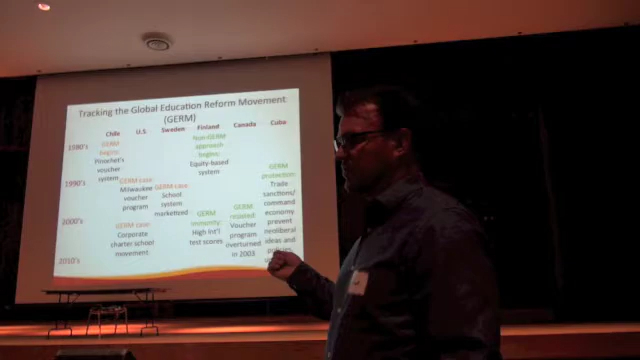 Tracking the Global Education Reform Movement
(GERM)
Chile U.S. Sweden Finland Canada Cuba
1980's
GERM
begins:
Pinochet's
voucher
system
Non-GERM
approach
begins:
Equity-based
system
1990's
GERM case:
Milwaukee
voucher
program
GERM case:
School
system
marketized
GERM
protection:
Trade
sanctions/
command
economy
prevent
neoliberal
ideas and
policies
2000's
GERM case:
Corporate
charter school
movement
GERM
immunity:
High Int'l
test scores
GERM
repelled:
Voucher
program
overturned
in 2003
2010's